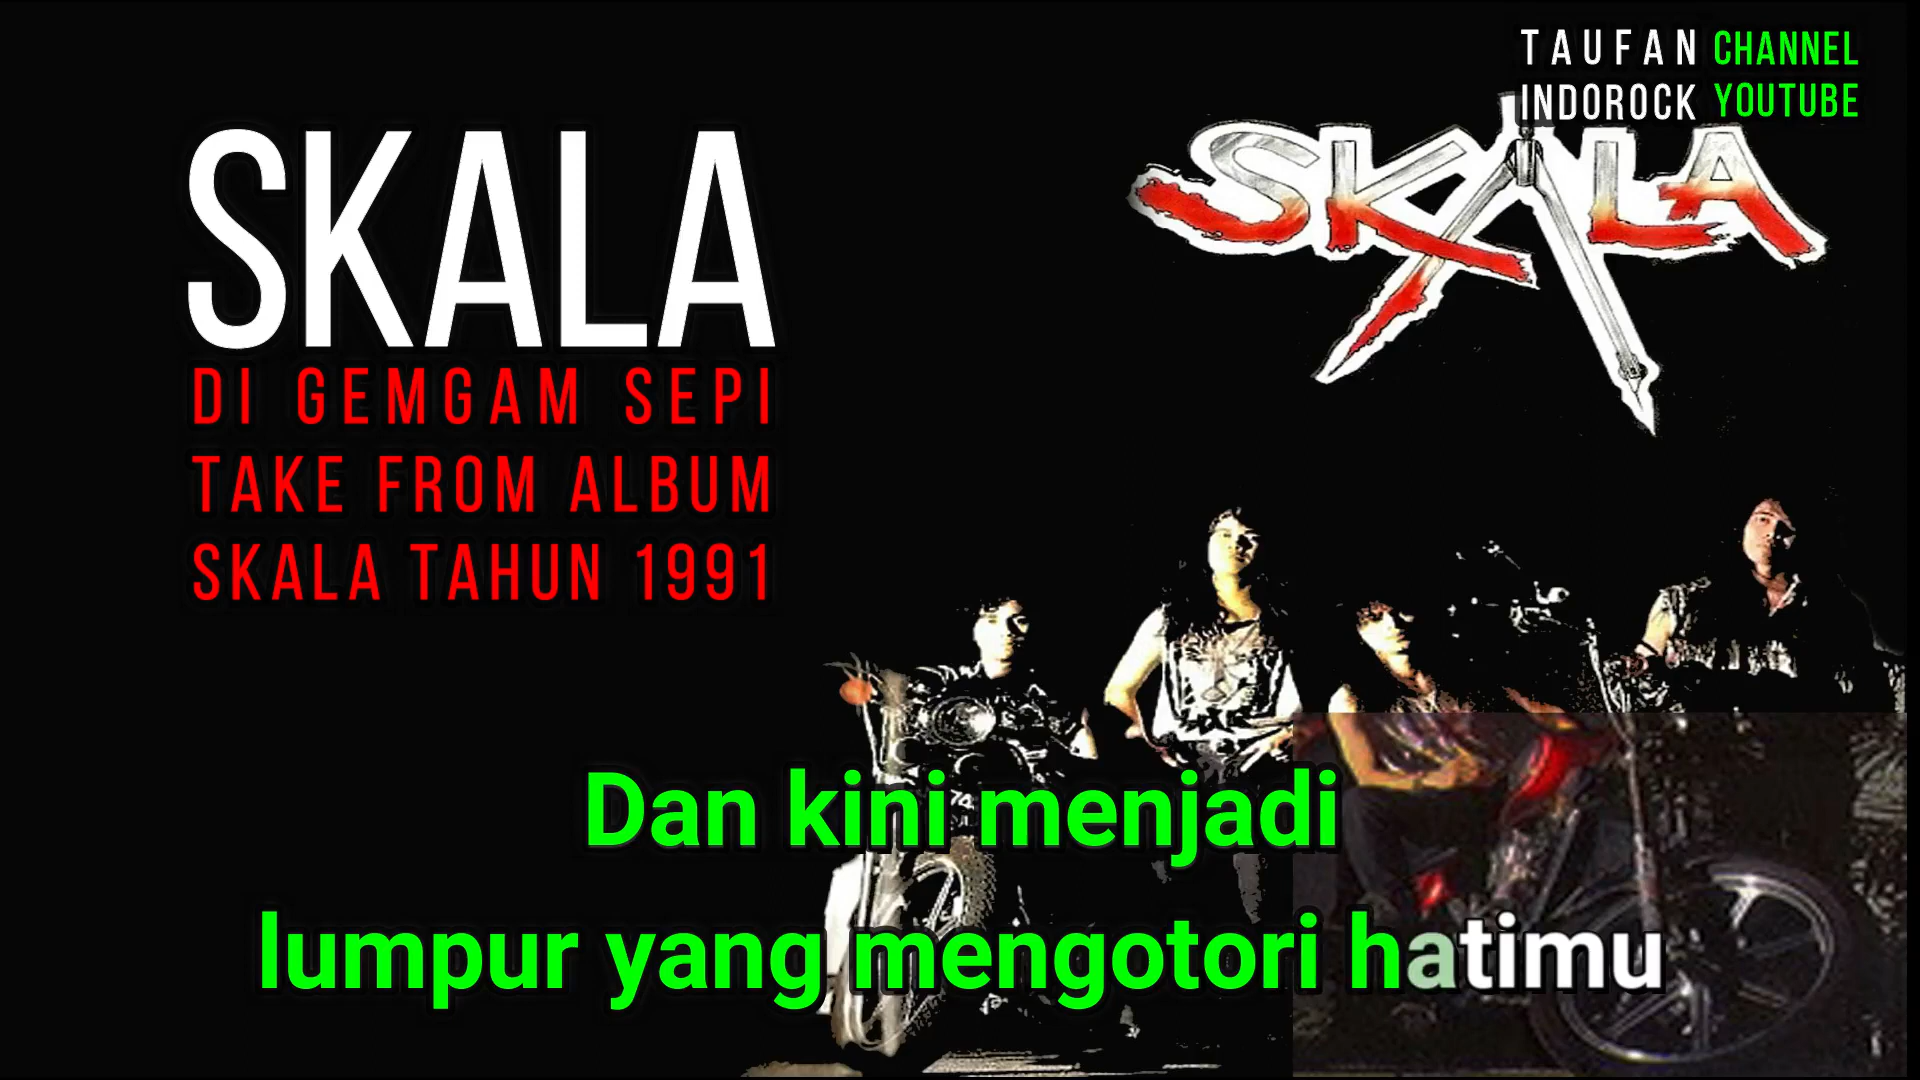 TAUFAN CHANNEL
INDOROCK YOUTUBE
SKALA
SKALA
DI GEMGAM SEPI
TAKE FROM ALBUM
SKALA TAHUN 1991
74
Dan kini menjadi
lumpur yang mengotori hatimu